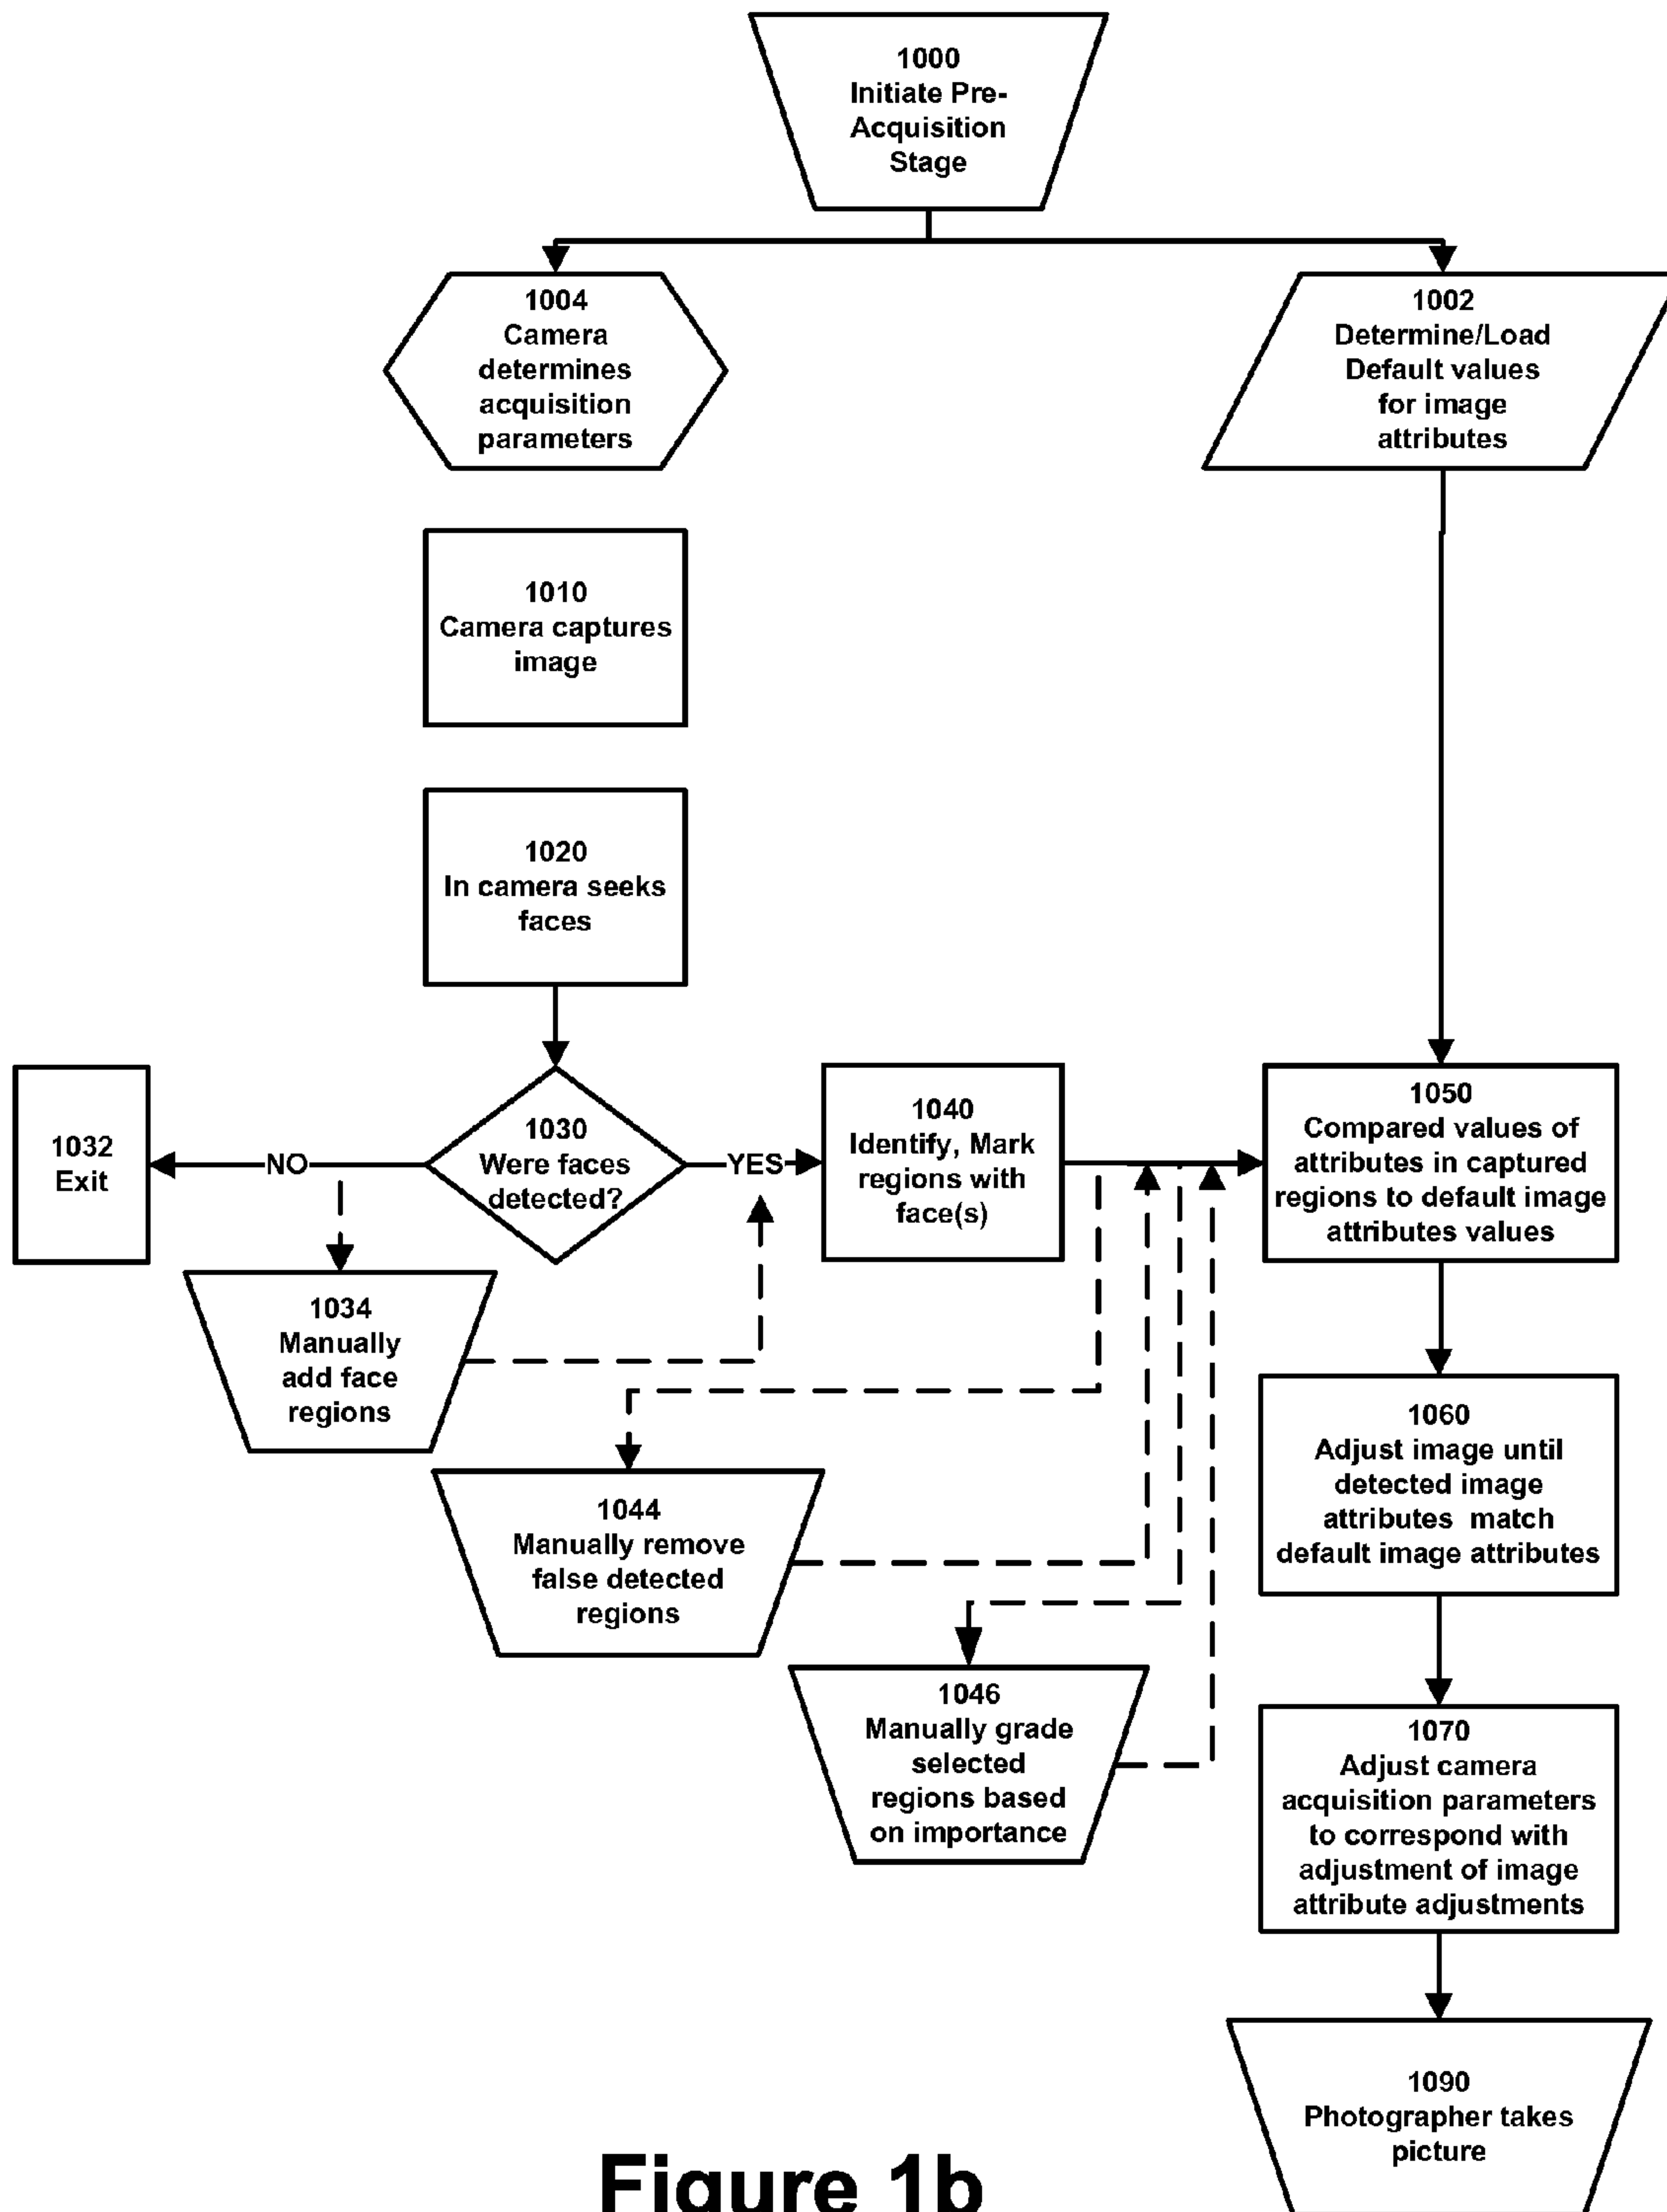 1000
Initiate Pre-
Acquisition
Stage
1004
Camera
determines
acquisition
parameters
1002
Determine/Load
Default values
for image
attributes
1010
Camera captures
image
1020
In camera seeks
faces
1032
Exit
NO
1030
Were faces
detected?
YES
1040
Identify, Mark
regions with
face(s)
1050
Compared values of
attributes in captured
regions to default image
attributes values
1034
Manually
add face
regions
1044
Manually remove
false detected
regions
1046
Manually grade
selected
regions based
on importance
1060
Adjust image until
detected image
attributes match
default image attributes
1070
Adjust camera
acquisition parameters
to correspond with
adjustment of image
attribute adjustments
1090
Photographer takes
picture
Figure 1b